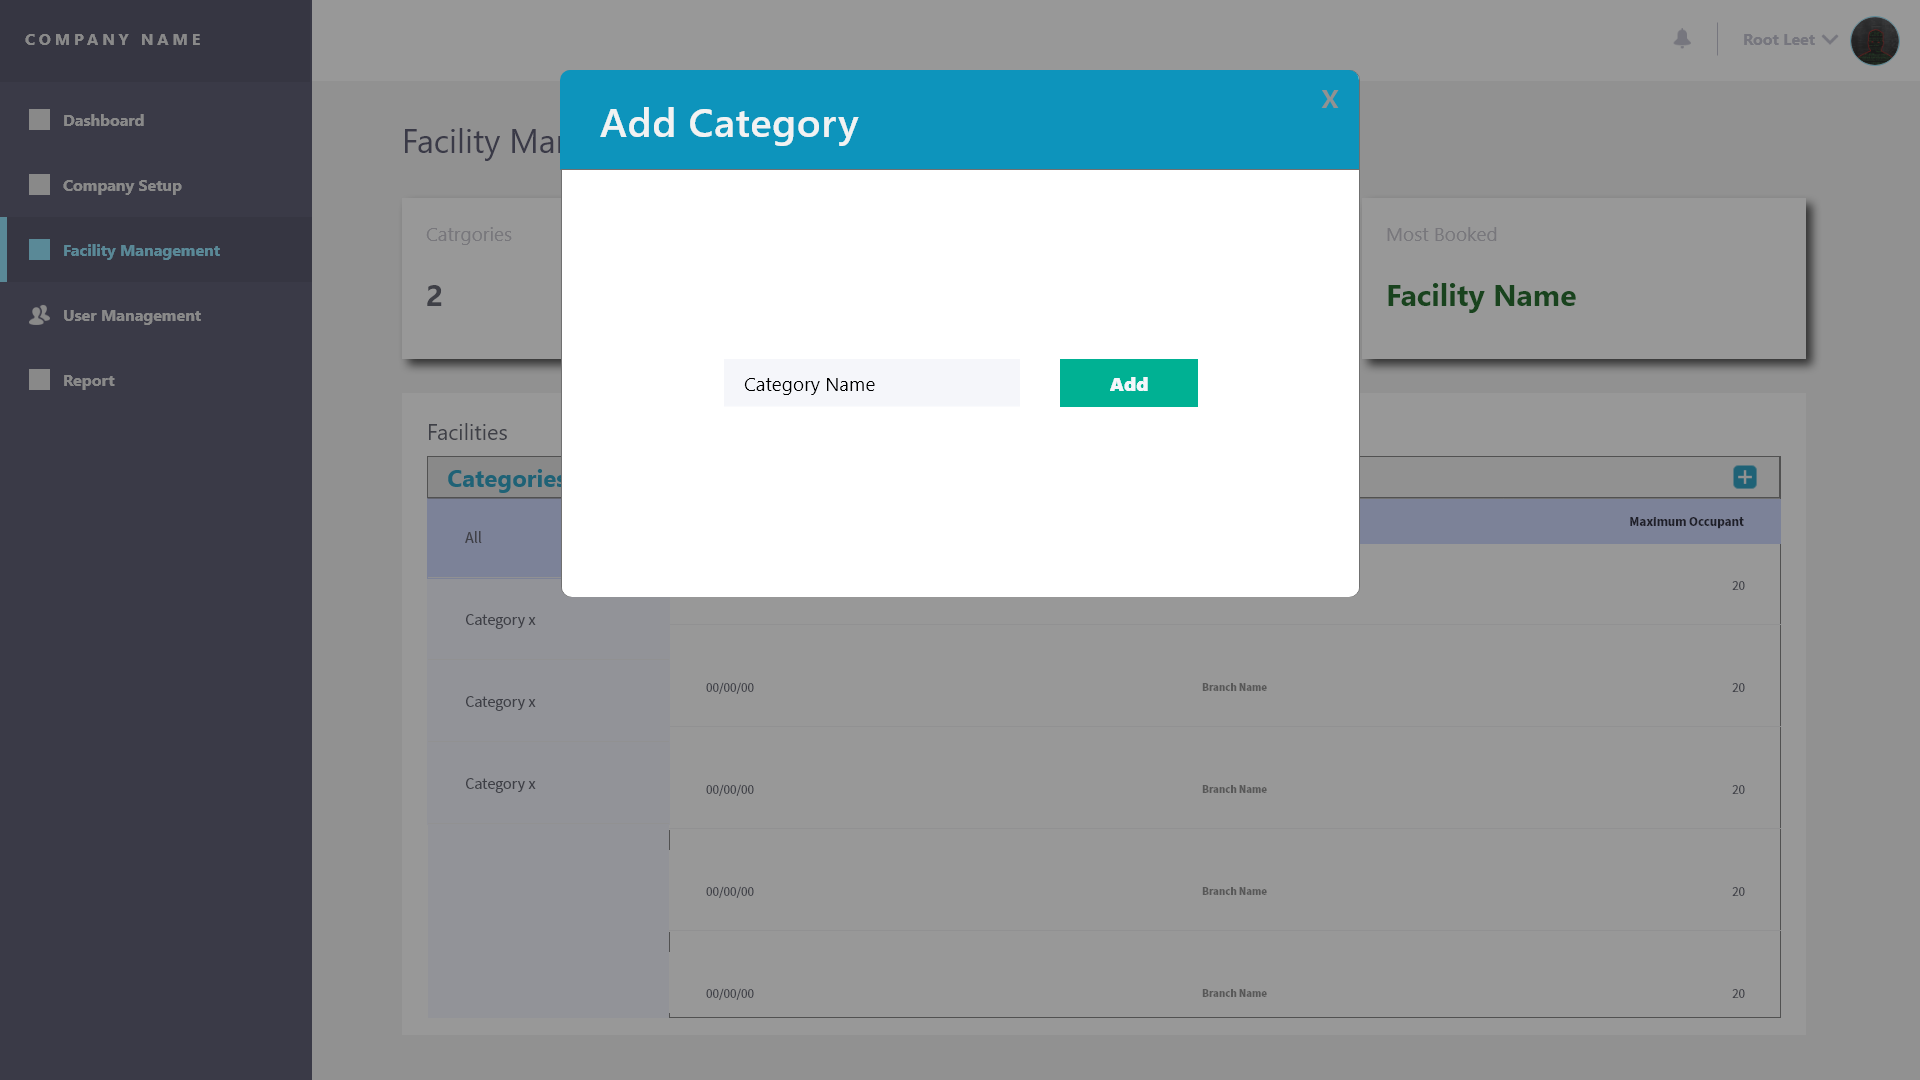 COMPANY NAME
Root Leet
Dashboard
Company Setup
Facility Management
User Management
Report
Facility Ma
Add Category
X
Category Name
Add
Catrgories
2
Most Booked
Facility Name
Facilities
Categories
Maximum Occupant
All
Category x
Category x
Category x
20
00/00/00 Branch Name 20
00/00/00 Branch Name 20
00/00/00 Branch Name 20
00/00/00 Branch Name 20